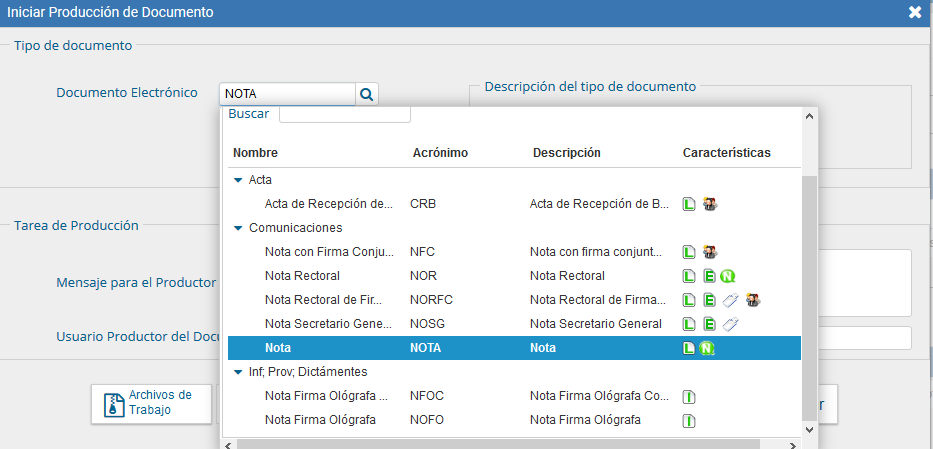 Iniciar Producción de Documento
Tipo de documento
Documento Electrónico NOTA
Descripción del tipo de documento
Buscar
Nombre Acrónimo Descripción Características
Acta
Acta de Recepción de... CRB Acta de Recepción de B... L
Comunicaciones
Nota con Firma Conju... NFC Nota con firma conjunt... L
Nota Rectoral NOR Nota Rectoral L E N
Nota Rectoral de Fir... NORFC Nota Rectoral de Firma... L E
Nota Secretario Gene... NOSG Nota Secretario General L E
Nota NOTA Nota L N
Inf; Prov; Dictámentes
Nota Firma Ológrafa ... NFOC Nota Firma Ológrafa Co... I
Nota Firma Ológrafa NOFO Nota Firma Ológrafa I
Tarea de Producción
Mensaje para el Productor
Usuario Productor del Docu
Archivos de
Trabajo
r